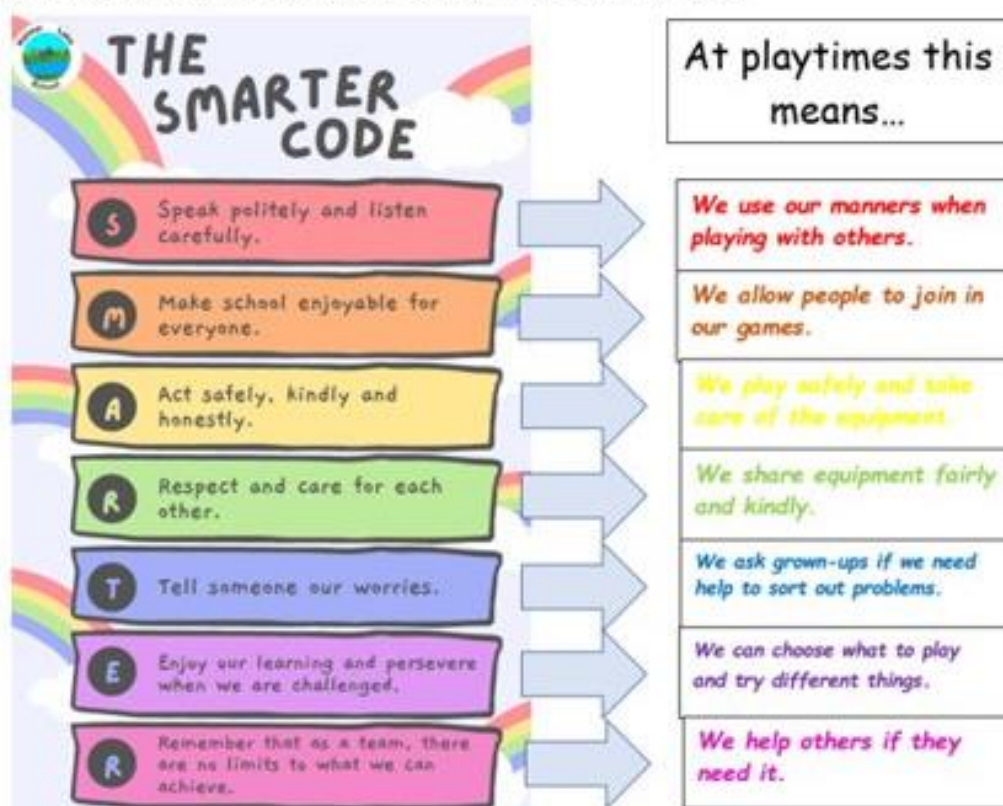 THE
SMARTER
CODE
At playtimes this
means...
S
Speak politely and listen
carefully.
We use our manners when
playing with others.
M
Make school enjoyable for
everyone.
We allow people to join in
our games.
A
Act safely, kindly and
honestly.
We play safely and take
care of the equipment.
R
Respect and care for each
other.
We share equipment fairly
and kindly.
T
Tell someone our worries.
We ask grown-ups if we need
help to sort out problems.
E
Enjoy our learning and persevere
when we are challenged.
We can choose what to play
and try different things.
R
Remember that as a team, there
are no limits to what we can
achieve.
We help others if they
need it.